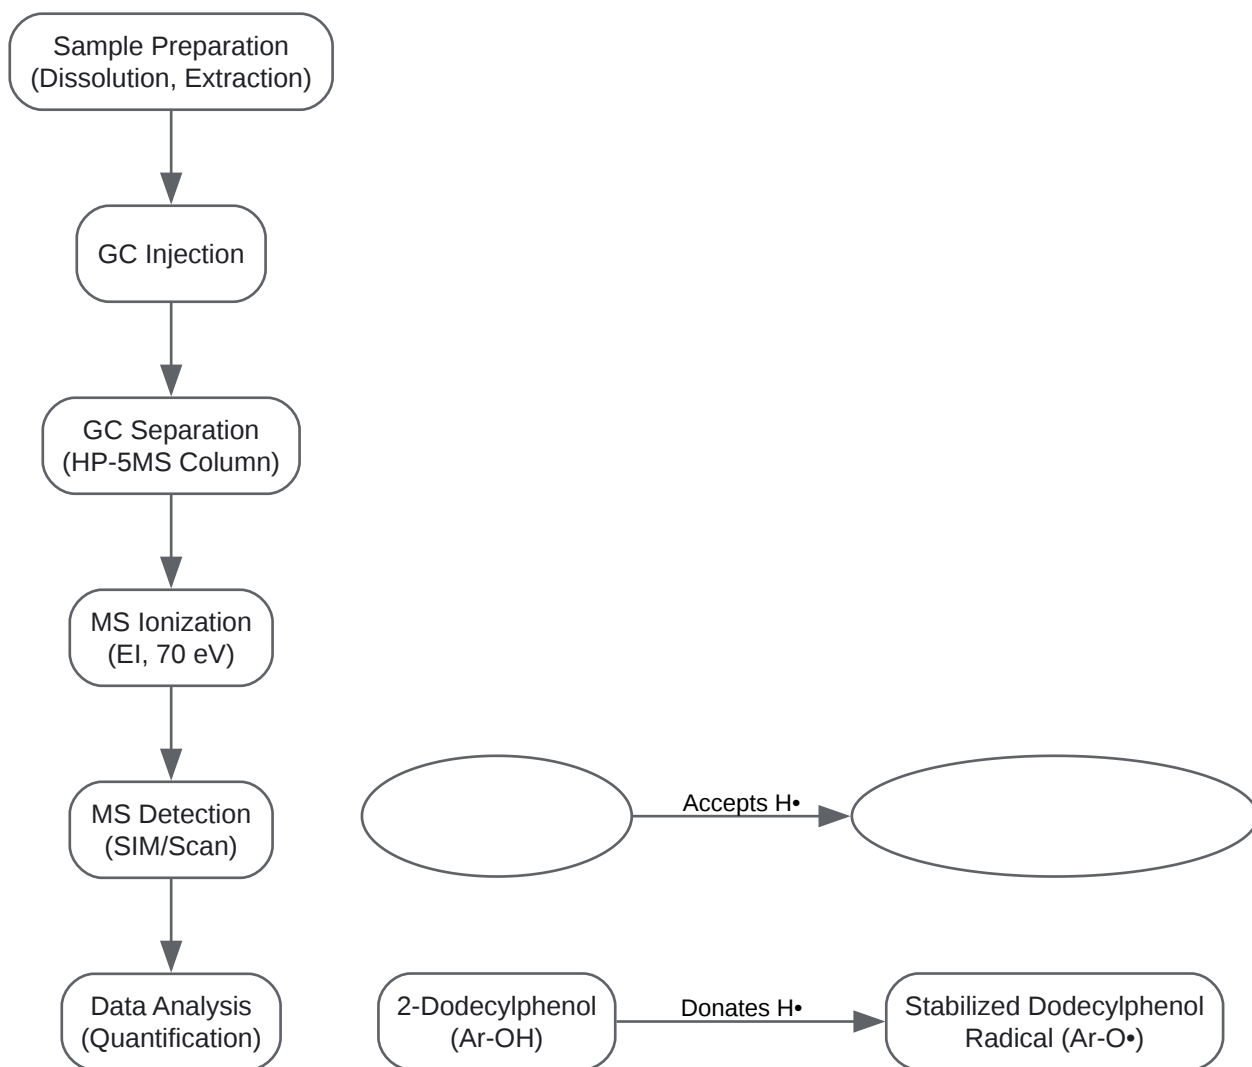 Sample Preparation
(Dissolution, Extraction)
GC Injection
GC Separation
(HP-5MS Column)
MS Ionization
(EI, 70 eV)
MS Detection
(SIM/Scan)
Data Analysis
(Quantification)
Accepts H•
2-Dodecylphenol
(Ar-OH)
Donates H•
Stabilized Dodecylphenol
Radical (Ar-O•)